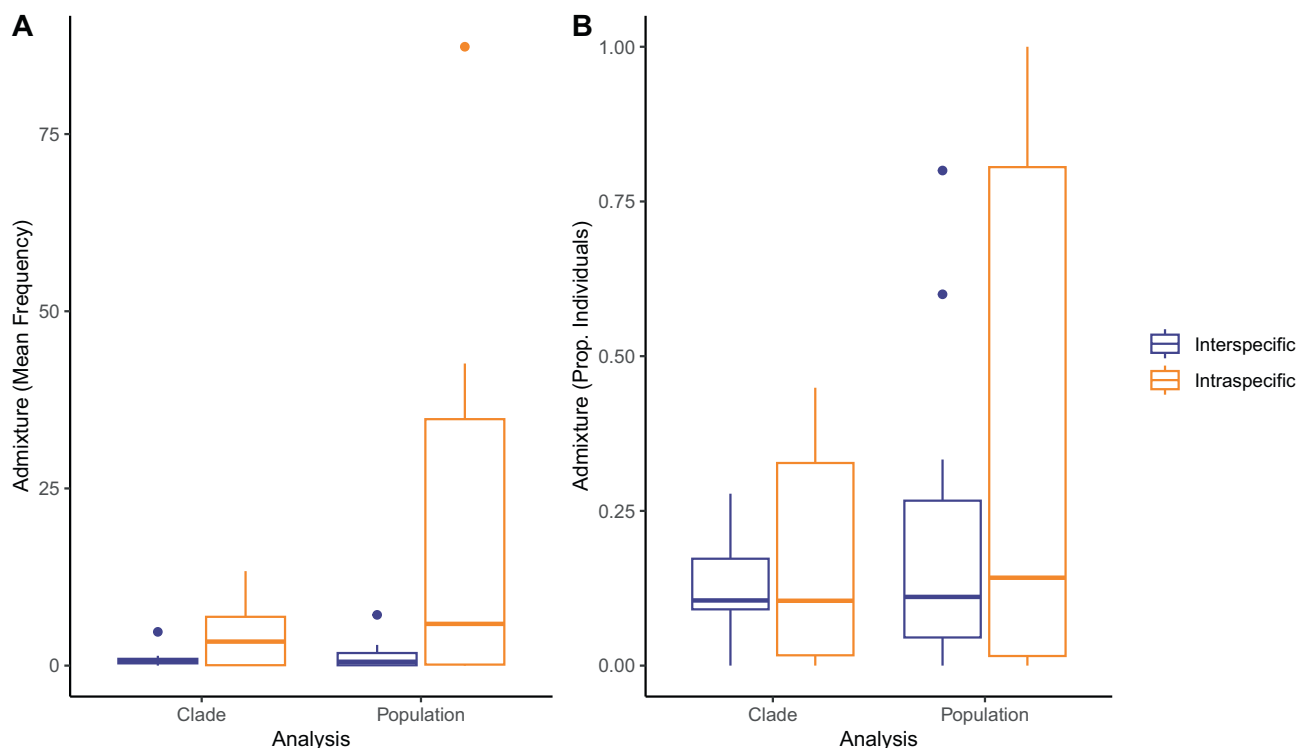 A
Admixture (Mean Frequency)
75
50
25
0
Clade
Population
Analysis
B
Admixture (Prop. Individuals)
1.00
0.75
0.50
0.25
0.00
Clade
Population
Analysis
Interspecific
Intraspecific